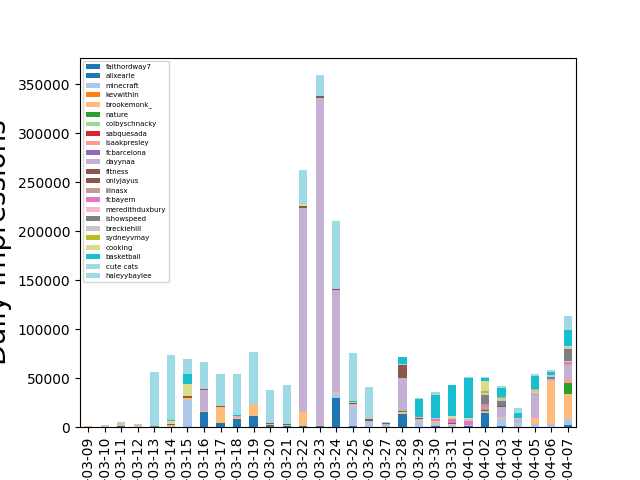 faithordway7
alixearle
minecraft
kevwithin
brookemonk_
nature
colbyschnacky
sabquesada
isaakpresley
fcbarcelona
dayynaa
fitness
onlyjayus
ilinasx
fcbayern
meredithduxbury
ishowspeed
breckiehill
sydneyvmay
cooking
basketball
cute cats
haleyybaylee
350000
300000
250000
200000
150000
100000
50000
0
Daily Impressions
03-09
03-10
03-11
03-12
03-13
03-14
03-15
03-16
03-17
03-18
03-19
03-20
03-21
03-22
03-23
03-24
03-25
03-26
03-27
03-28
03-29
03-30
03-31
04-01
04-02
04-03
04-04
04-05
04-06
04-07